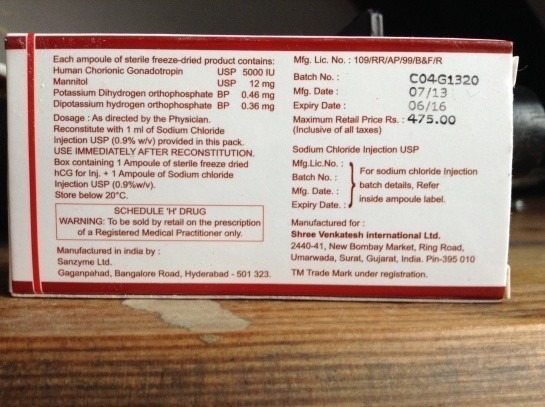 Each ampoule of sterile freeze-dried product contains:
Human Chorionic Gonadotropin USP 5000 IU
Mannitol USP 12 mg
Potassium Dihydrogen orthophosphate BP 0.46 mg
Dipotassium hydrogen orthophosphate BP 0.36 mg
Dosage : As directed by the Physician.
Reconstitute with 1 ml of Sodium Chloride
Injection USP (0.9% w/v) provided in this pack.
USE IMMEDIATELY AFTER RECONSTITUTION.
Box containing 1 Ampoule of sterile freeze dried
hCG for Inj. + 1 Ampoule of Sodium chloride
Injection USP (0.9%w/v).
Store below 20°C.
SCHEDULE 'H' DRUG
WARNING: To be sold by retail on the prescription
of a Registered Medical Practitioner only.
Manufactured in india by :
Sanzyme Ltd.
Gaganpahad, Bangalore Road, Hyderabad - 501 323.
Mfg. Lic. No. : 109/RR/AP/99/B&F/R
Batch No. : C04G1320
Mfg. Date : 07/13
Expiry Date : 06/16
Maximum Retail Price Rs. : 475.00
(Inclusive of all taxes)
Sodium Chloride Injection USP
Mfg.Lic.No. :
Batch No. :
Mfg. Date :
Expiry Date. :
For sodium chloride Injection
batch details, Refer
inside ampoule label.
Manufactured for :
Shree Venkatesh international Ltd.
2440-41, New Bombay Market, Ring Road,
Umarwada, Surat, Gujarat, India. Pin-395 010
TM Trade Mark under registration.